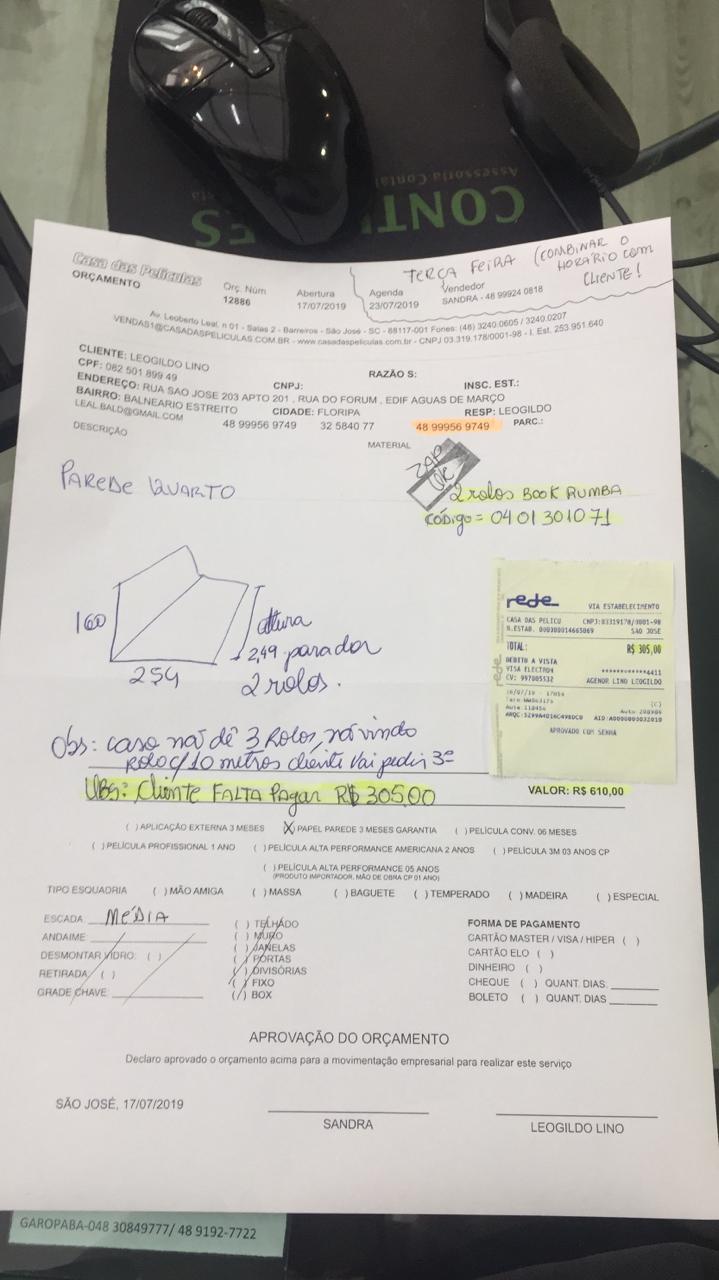 CONT
Assessoria Contábil
ES
Casa das Películas
ORÇAMENTO
Orç. Núm
12886
Abertura
17/07/2019
Agenda
23/07/2019
Vendedor
SANDRA - 48 99924 0818
TERÇA FEIRA (COMBINAR O
HORÁRIO com
CLIENTE!
Av. Leoberto Leal, n 01 - Salas 2 - Barreiros - São José - SC - 88117-001 Fones: (48) 3240.0605 / 3240.0207
VENDAS1@CASADASPELICULAS.COM.BR - www.casadaspeliculas.com.br - CNPJ 03.319.178/0001-98 - I. Est. 253.951.640
CLIENTE: LEOGILDO LINO
RAZÃO S:
CPF: 082 501 899 49
CNPJ:
INSC. EST.:
ENDEREÇO: RUA SAO JOSE 203 APTO 201 , RUA DO FORUM , EDIF AGUAS DE MARÇO
BAIRRO: BALNEARIO ESTREITO
CIDADE: FLORIPA
RESP: LEOGILDO
LEAL.BALD@GMAIL.COM
48 99956 9749
32 5840 77
48 99956 9749
PARC.:
DESCRIÇÃO
MATERIAL
ZAP
OK
PAREDE QUARTO
2 rolos BOOK RUMBA
CÓDIGO = 0401301071
160
254
altura
2,49 parador
2 rolos.
rede
VIA ESTABELECIMENTO
CASA DAS PELICU CNPJ:03319178/0001-98
N.ESTAB. 000300014665069 SAO JOSE
TOTAL: R$ 305,00
DEBITO A VISTA
VISA ELECTRON ************4411
CV: 997005532 AGENOR LINO LEOGILDO
APROVADO COM SENHA
rede
Obs: caso não dê 3 Rolos, não vindo
Rolo c/10 metros cliente vai pedir 3º
OBS: Cliente FALTA Pagar R$ 305,00
VALOR: R$ 610,00
( ) APLICAÇÃO EXTERNA 3 MESES (X) PAPEL PAREDE 3 MESES GARANTIA ( ) PELÍCULA CONV. 06 MESES
( ) PELÍCULA PROFISSIONAL 1 ANO ( ) PELÍCULA ALTA PERFORMANCE AMERICANA 2 ANOS ( ) PELÍCULA 3M 03 ANOS CP
( ) PELÍCULA ALTA PERFORMANCE 05 ANOS
(PRODUTO IMPORTADOR, MÃO DE OBRA CP 01 ANO)
TIPO ESQUADRIA ( ) MÃO AMIGA ( ) MASSA ( ) BAGUETE ( ) TEMPERADO ( ) MADEIRA ( ) ESPECIAL
ESCADA MÉDIA
ANDAIME:
DESMONTAR VIDRO: ( )
RETIRADA: ( )
GRADE CHAVE:
( ) TELHADO
( ) MURO
( ) JANELAS
( ) PORTAS
( ) DIVISÓRIAS
( ) FIXO
( ) BOX
FORMA DE PAGAMENTO
CARTÃO MASTER / VISA / HIPER ( )
CARTÃO ELO ( )
DINHEIRO ( )
CHEQUE ( ) QUANT. DIAS.
BOLETO ( ) QUANT. DIAS
APROVAÇÃO DO ORÇAMENTO
Declaro aprovado o orçamento acima para a movimentação empresarial para realizar este serviço
SÃO JOSÉ, 17/07/2019
SANDRA
LEOGILDO LINO
GAROPABA-048 30849777/ 48 9192-7722